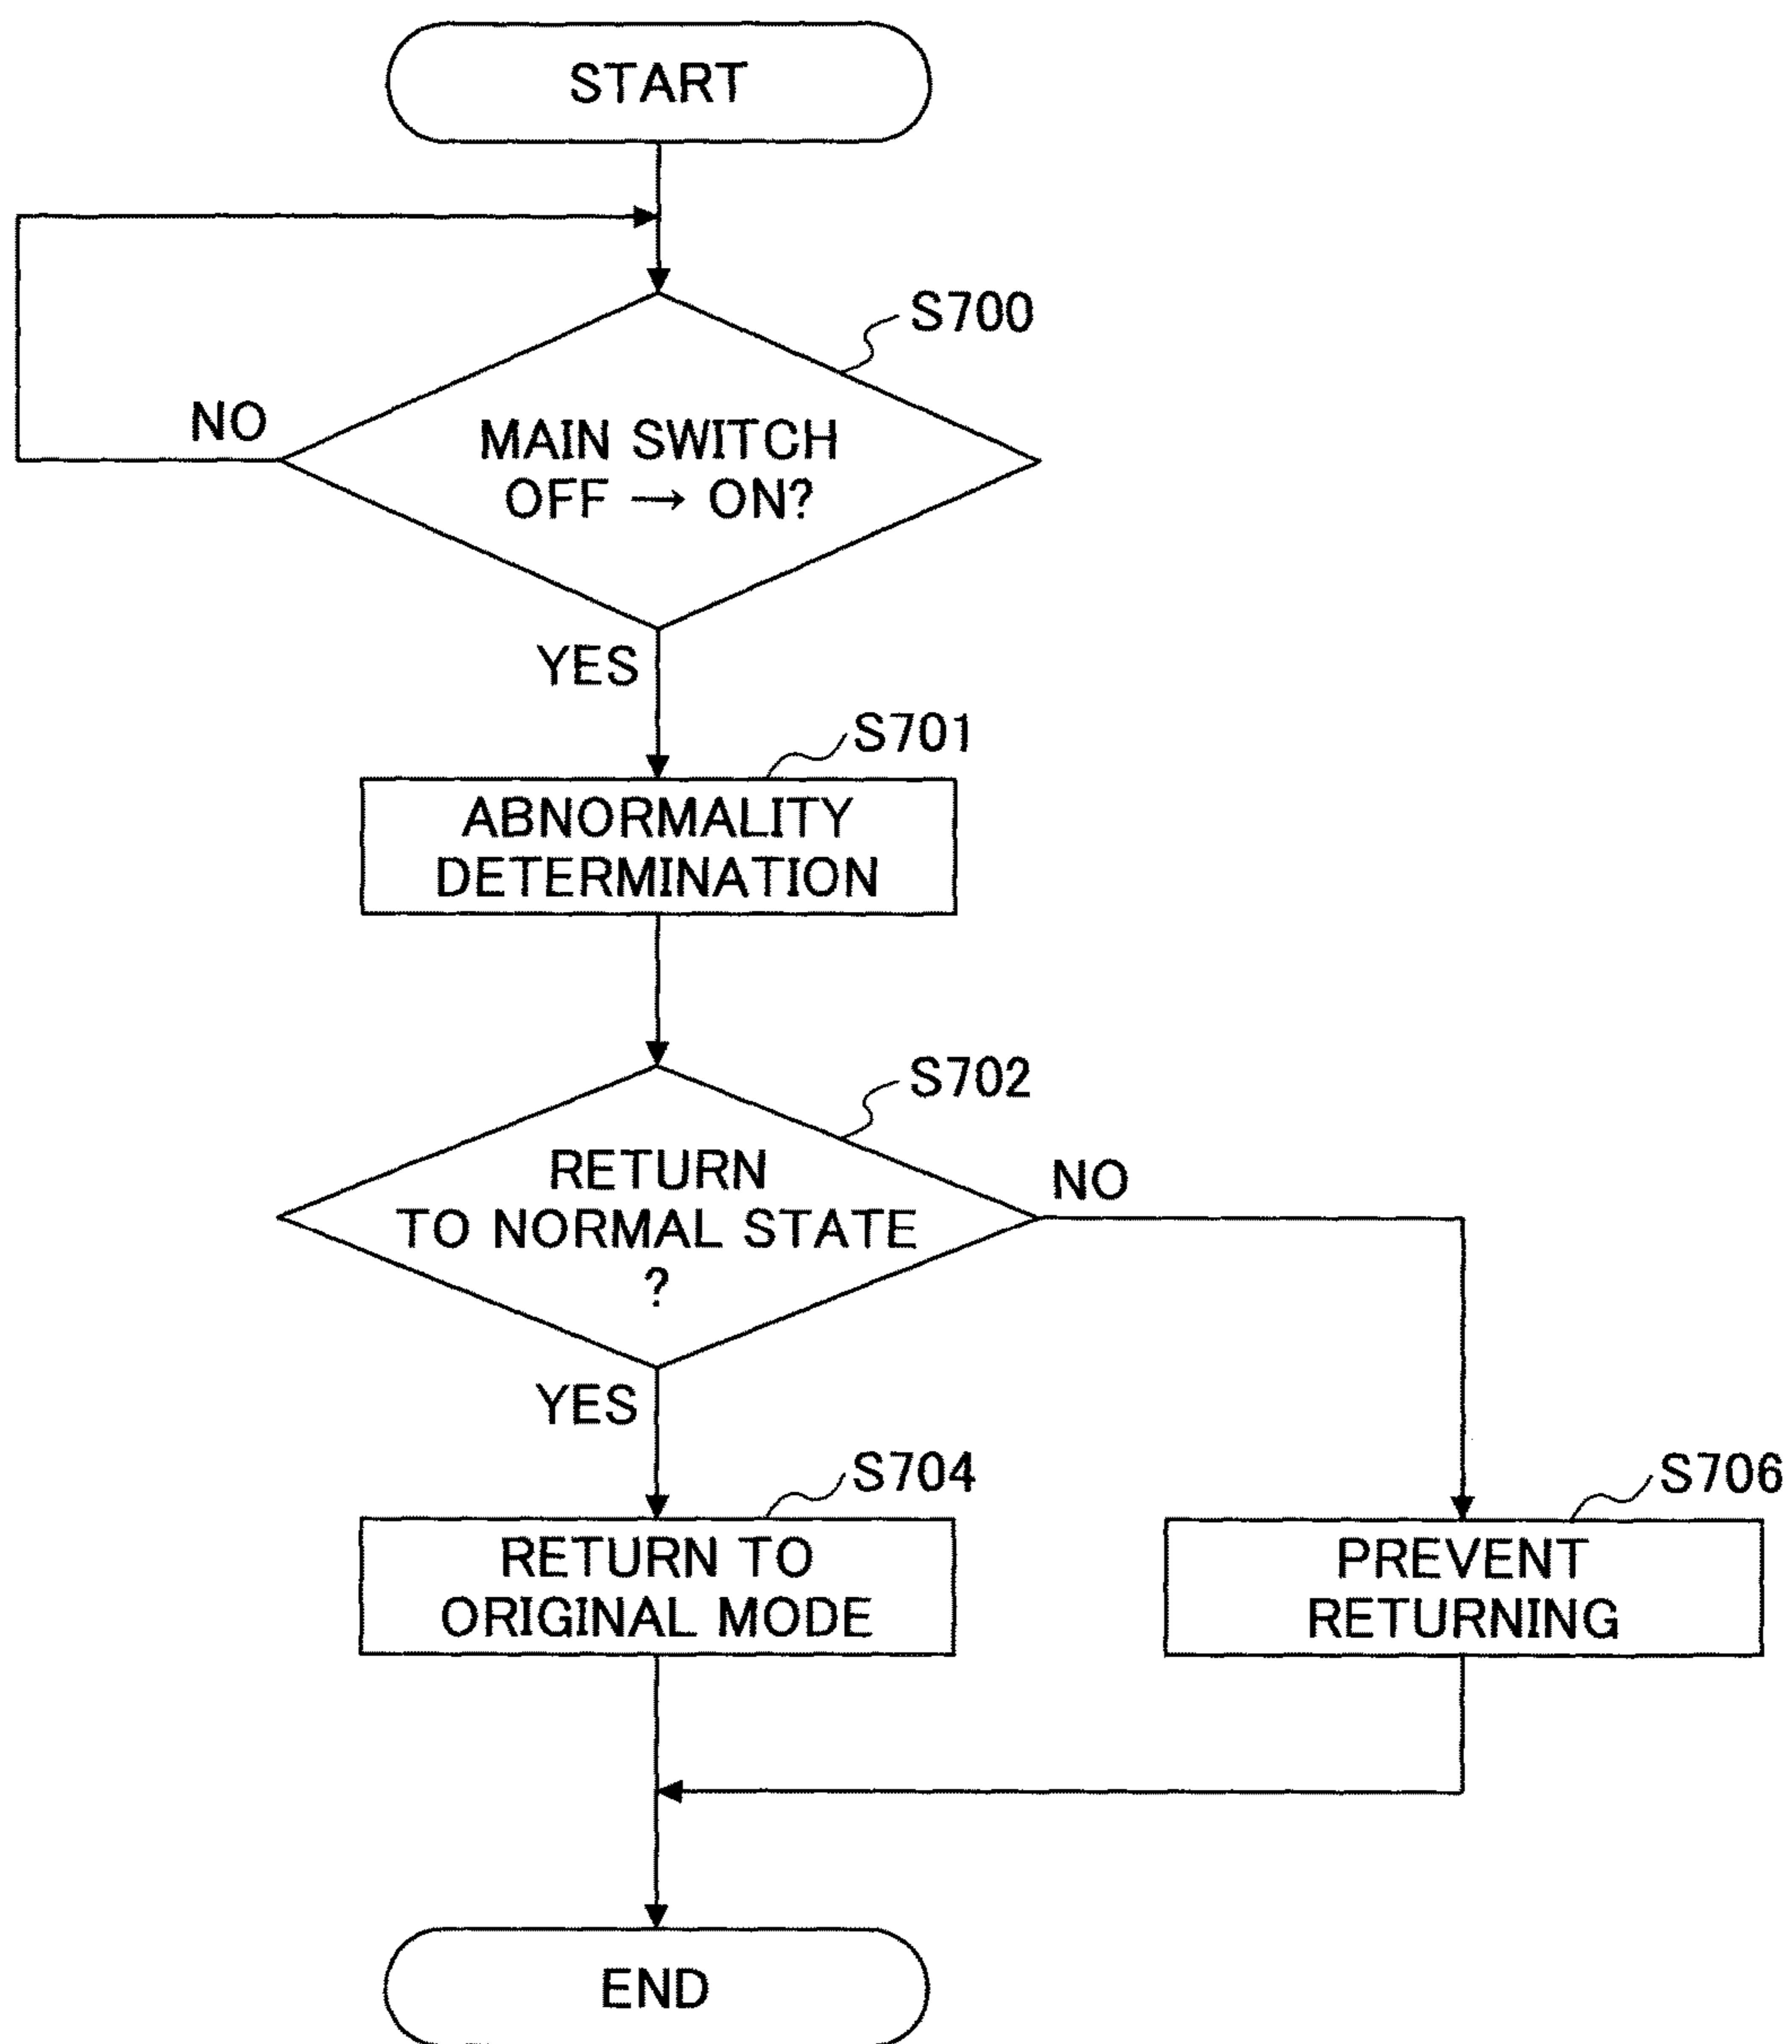 START
S700
NO
MAIN SWITCH
OFF → ON?
YES
S701
ABNORMALITY
DETERMINATION
S702
RETURN
TO NORMAL STATE
?
NO
YES
S704
RETURN TO
ORIGINAL MODE
S706
PREVENT
RETURNING
END